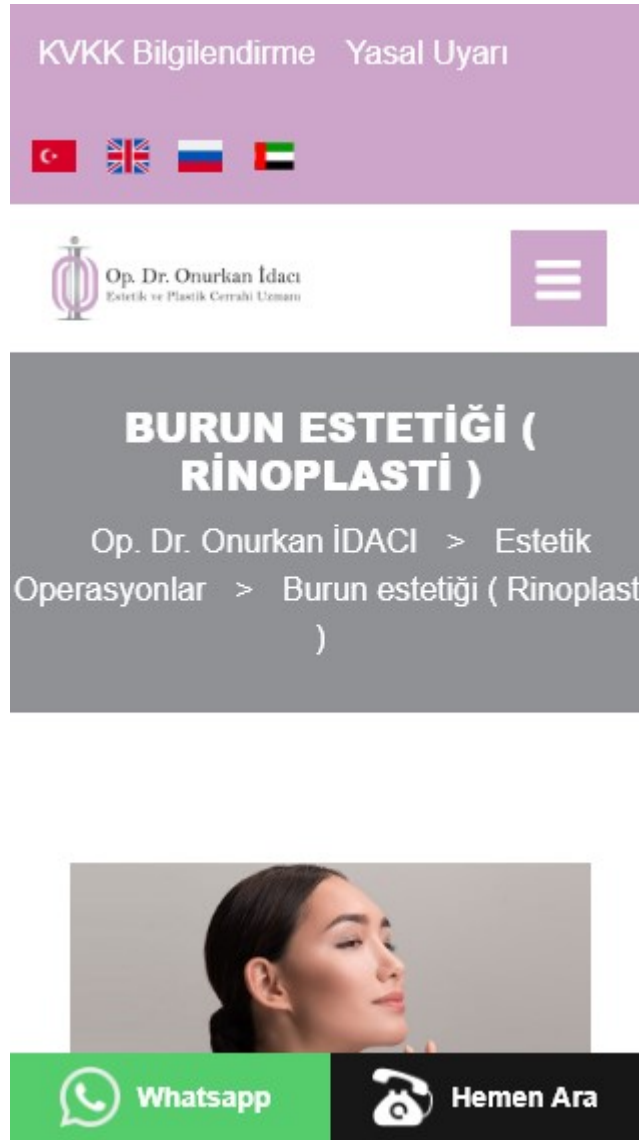 KVKK Bilgilendirme Yasal Uyarı
Op. Dr. Onurkan İdacı
Estetik ve Plastik Cerrahi Uzmanı
BURUN ESTETİĞİ (
RİNOPLASTİ )
Op. Dr. Onurkan İDACI > Estetik
Operasyonlar > Burun estetiği ( Rinoplast
)
Whatsapp
Hemen Ara